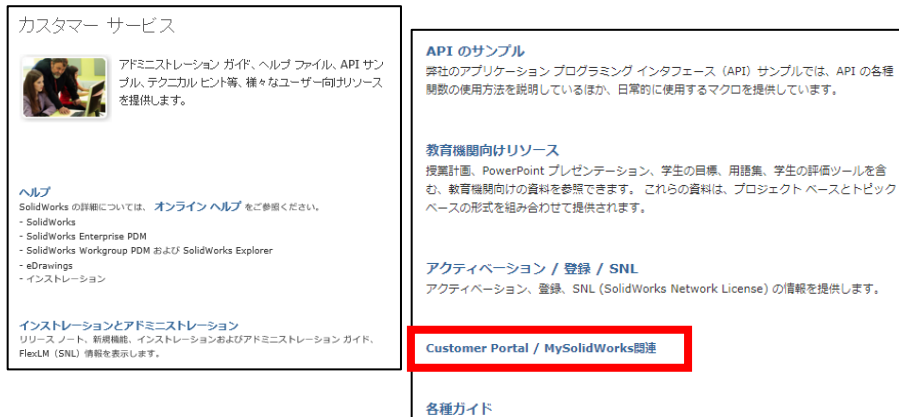 カスタマー サービス
アドミニストレーション ガイド、ヘルプ ファイル、API サン
プル、テクニカル ヒント等、様々なユーザー向けリソース
を提供します。
ヘルプ
SolidWorks の詳細については、 オンライン ヘルプ をご参照ください。
- SolidWorks
- SolidWorks Enterprise PDM
- SolidWorks Workgroup PDM および SolidWorks Explorer
- eDrawings
- インストレーション
インストレーションとアドミニストレーション
リリース ノート、新規機能、インストレーションおよびアドミニストレーション ガイド、
FlexLM（SNL）情報を表示します。
API のサンプル
弊社のアプリケーション プログラミング インタフェース（API）サンプルでは、API の各種
関数の使用方法を説明しているほか、日常的に使用するマクロを提供しています。
教育機関向けリソース
授業計画、PowerPoint プレゼンテーション、学生の目標、用語集、学生の評価ツールを含
む、教育機関向けの資料を参照できます。 これらの資料は、プロジェクト ベースとトピック
ベースの形式を組み合わせて提供されます。
アクティベーション / 登録 / SNL
アクティベーション、登録、SNL (SolidWorks Network License) の情報を提供します。
Customer Portal / MySolidWorks関連
各種ガイド